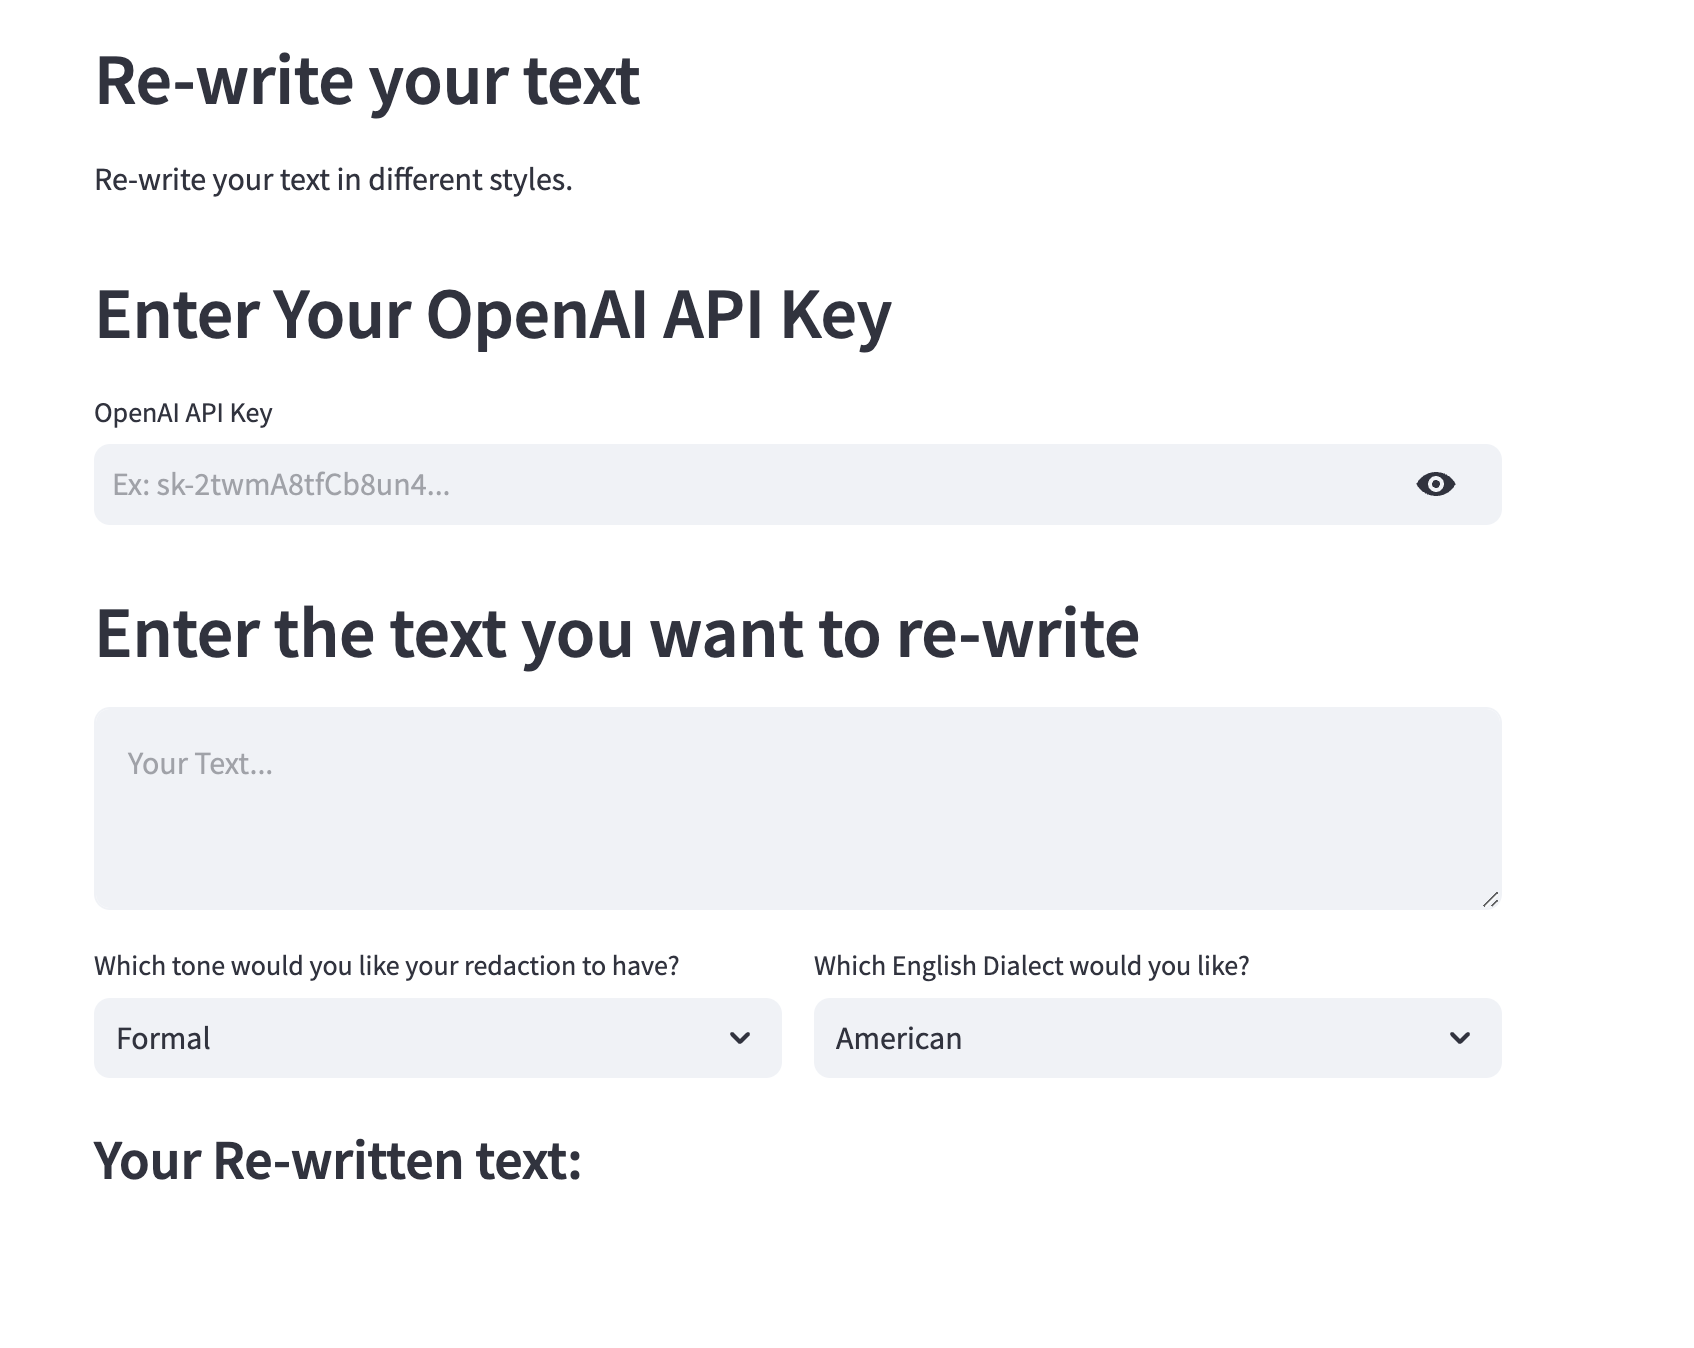 Re-write your text
Re-write your text in different styles.
Enter Your OpenAI API Key
OpenAI API Key
Ex: sk-2twmA8tfCb8un4...
Enter the text you want to re-write
Your Text...
Which tone would you like your redaction to have?
Formal
Which English Dialect would you like?
American
Your Re-written text: